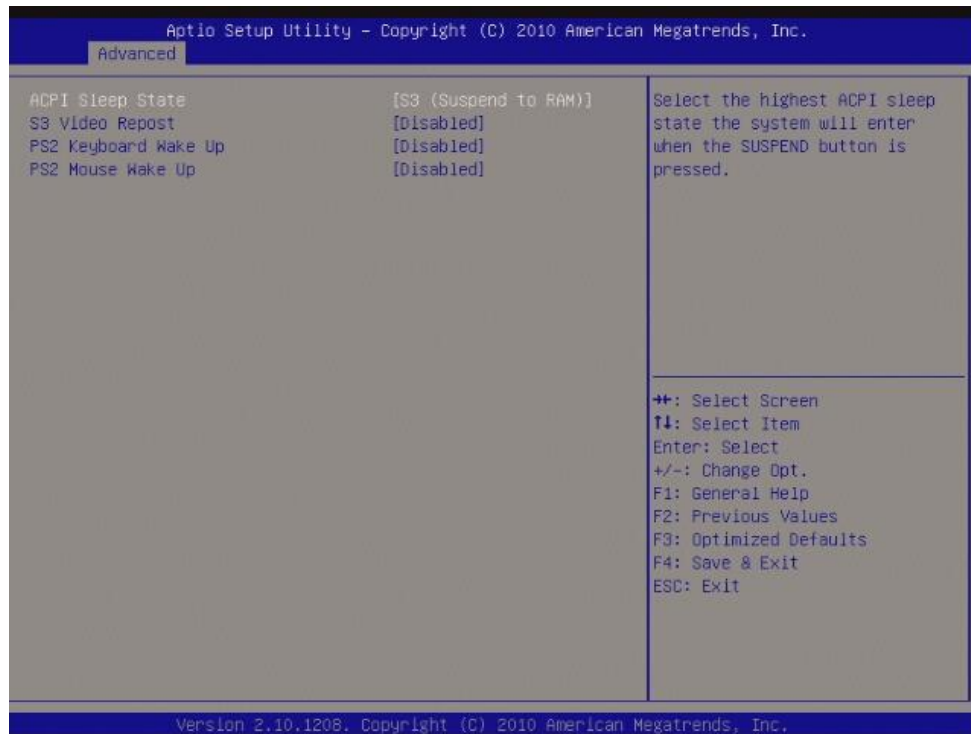 Aptio Setup Utility – Copyright (C) 2010 American Megatrends, Inc.
Advanced
ACPI Sleep State [S3 (Suspend to RAM)]
S3 Video Repost [Disabled]
PS2 Keyboard Wake Up [Disabled]
PS2 Mouse Wake Up [Disabled]
Select the highest ACPI sleep
state the system will enter
when the SUSPEND button is
pressed.
→←: Select Screen
↑↓: Select Item
Enter: Select
+/-: Change Opt.
F1: General Help
F2: Previous Values
F3: Optimized Defaults
F4: Save & Exit
ESC: Exit
Version 2.10.1208. Copyright (C) 2010 American Megatrends, Inc.